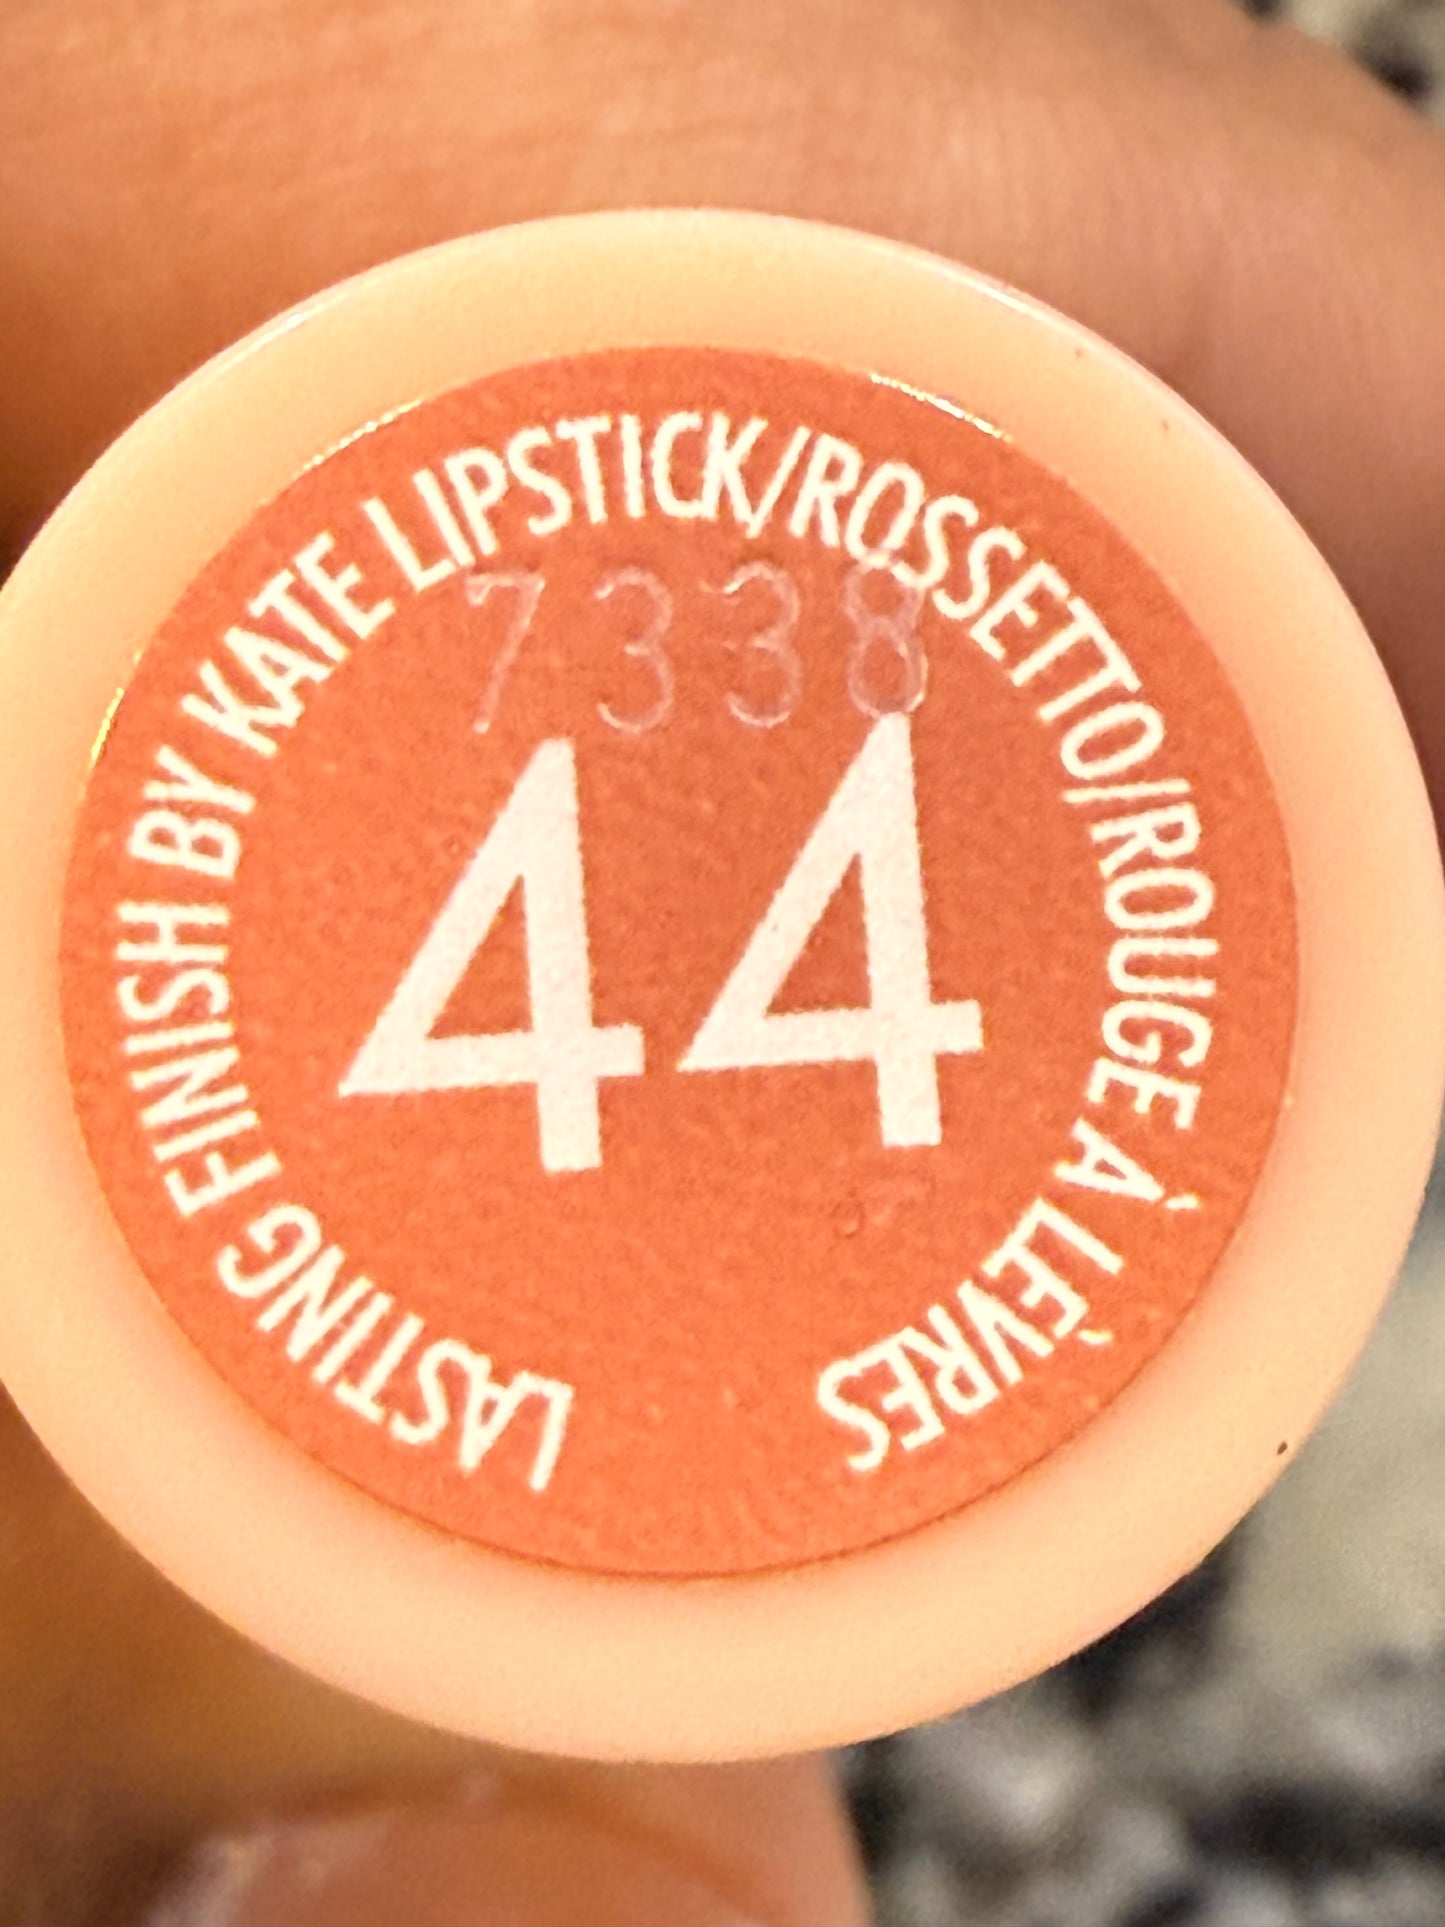 LASTING FINISH BY KATE LIPSTICK/ROSSETTO/ROUGE À LÈVRES
7338
44